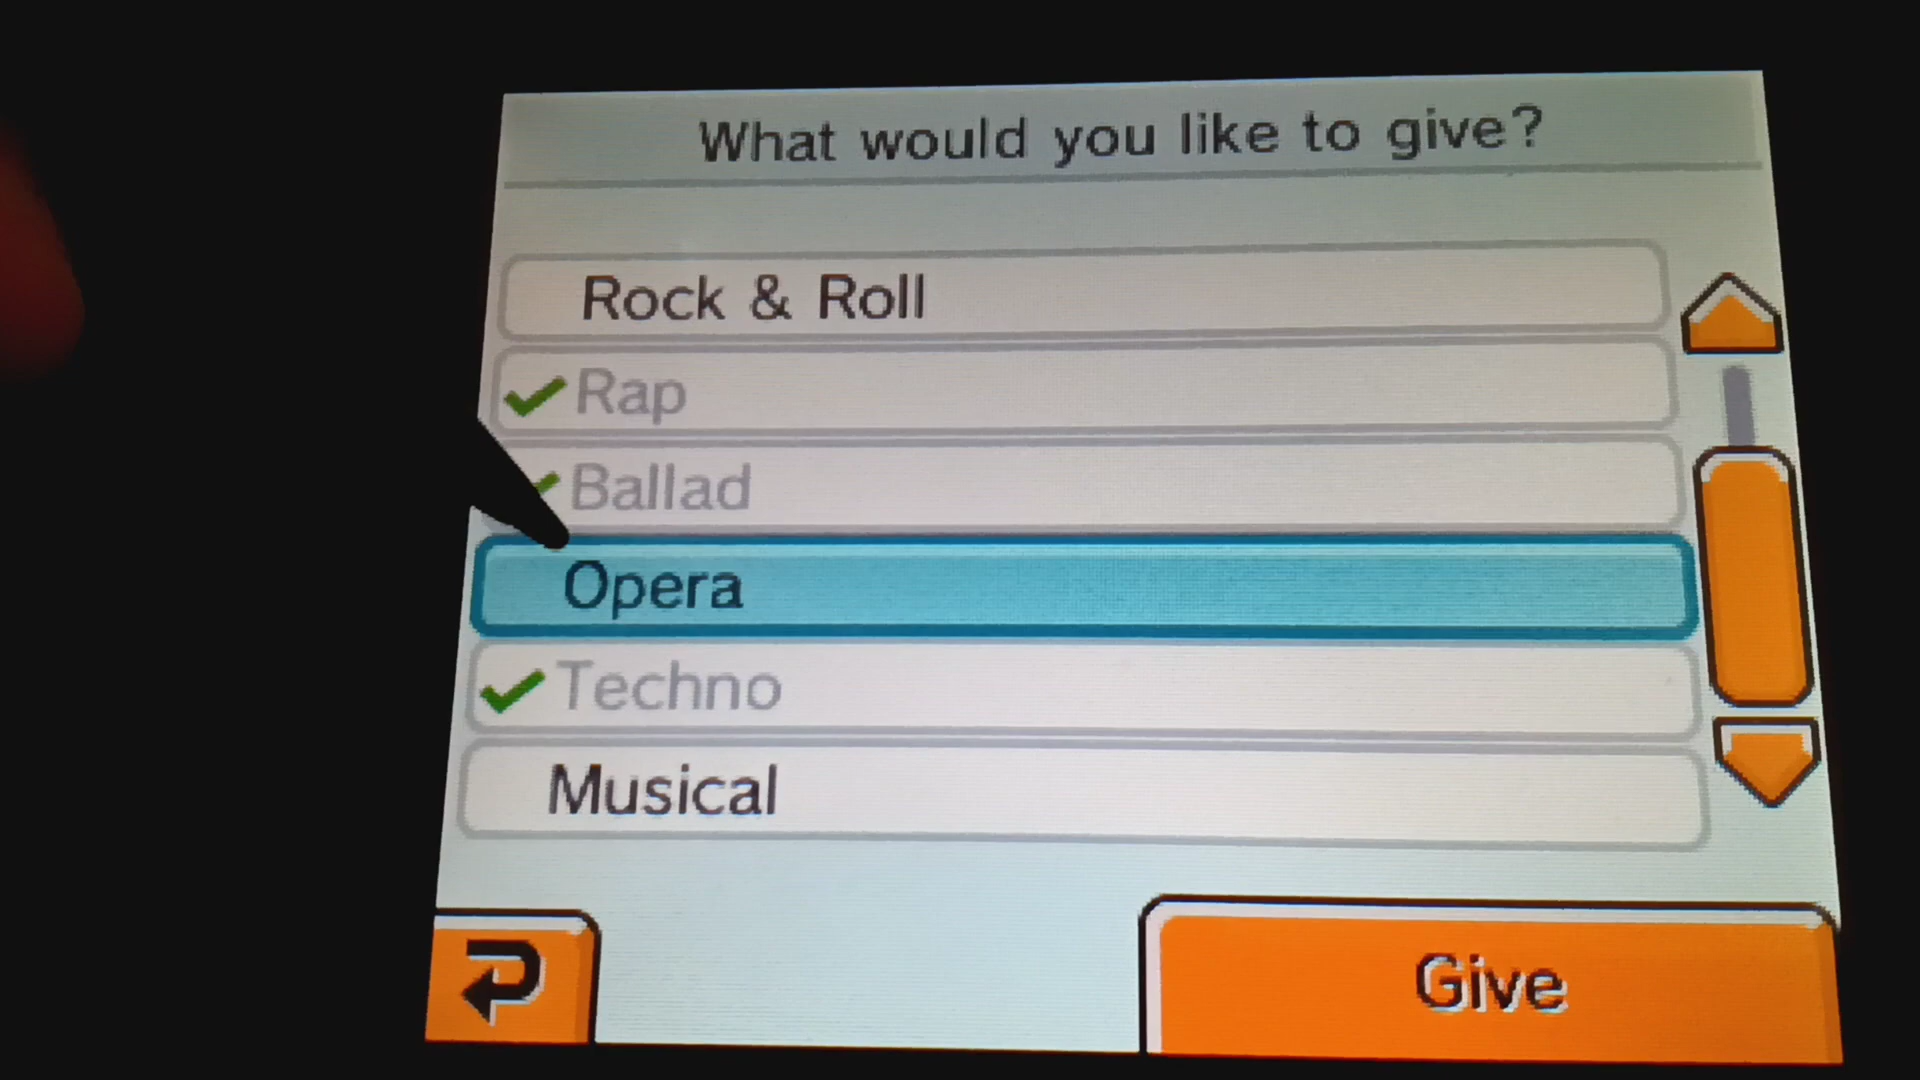 What would you like to give?
Rock & Roll
Rap
Ballad
Opera
Techno
Musical
Give